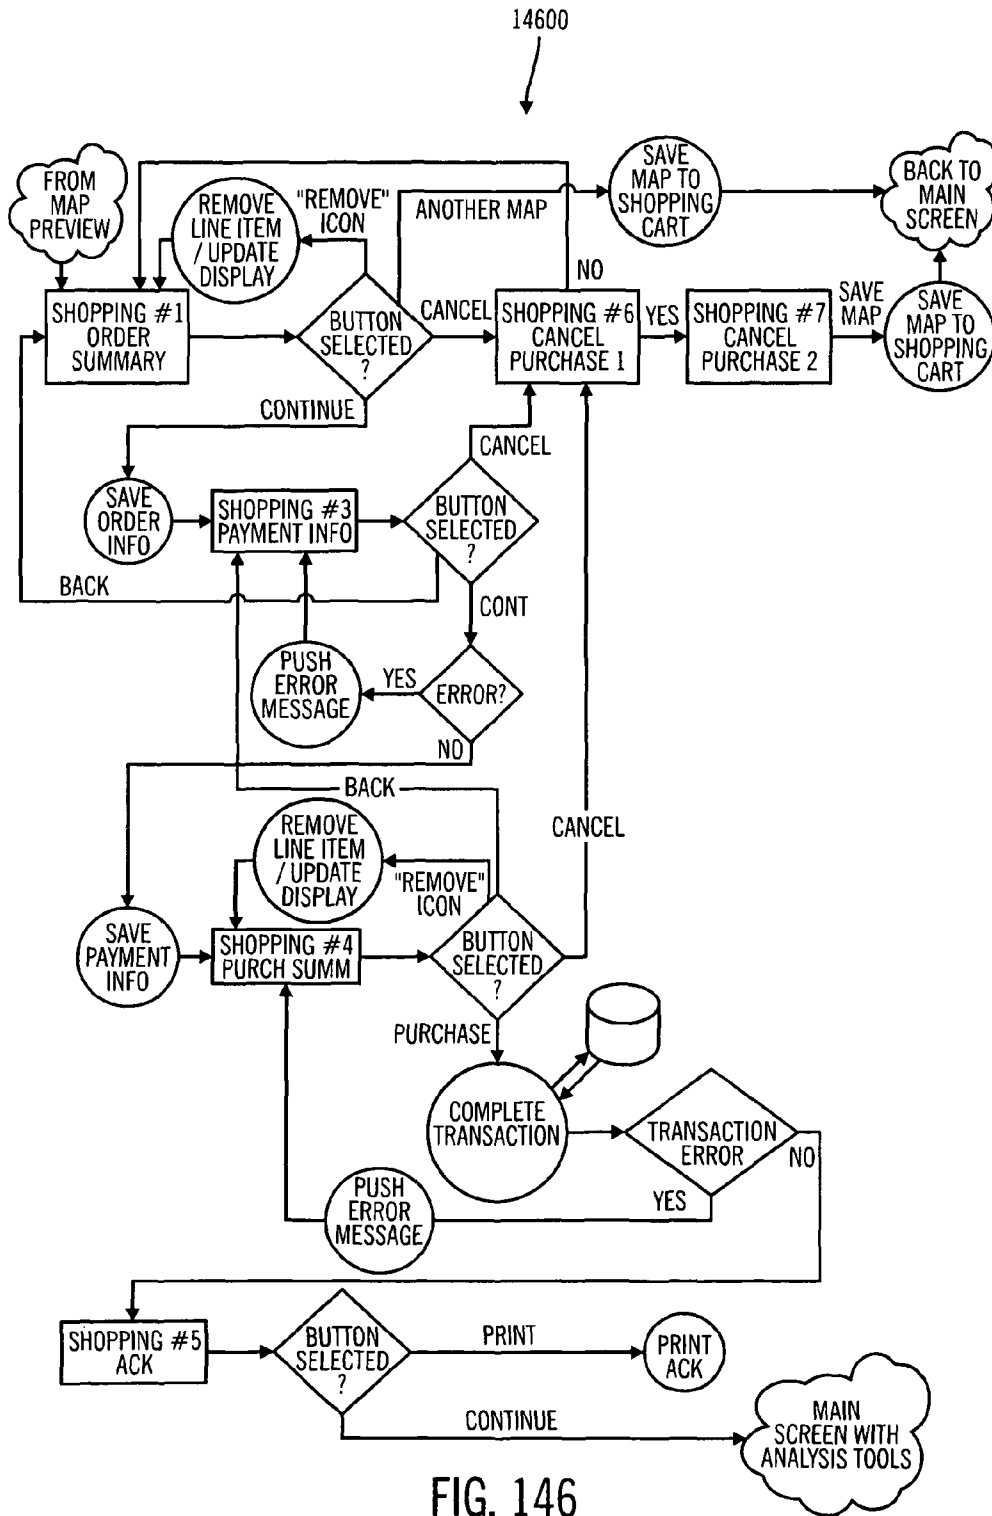 14600
FROM
MAP
PREVIEW
REMOVE
LINE ITEM
/ UPDATE
DISPLAY
"REMOVE"
ICON
ANOTHER MAP
SAVE
MAP TO
SHOPPING
CART
BACK TO
MAIN
SCREEN
SHOPPING #1
ORDER
SUMMARY
BUTTON
SELECTED
?
CANCEL
NO
SHOPPING #6
CANCEL
PURCHASE 1
YES
SHOPPING #7
CANCEL
PURCHASE 2
SAVE
MAP
SAVE
MAP TO
SHOPPING
CART
CONTINUE
CANCEL
SAVE
ORDER
INFO
SHOPPING #3
PAYMENT INFO
BUTTON
SELECTED
?
BACK
CONT
PUSH
ERROR
MESSAGE
YES
ERROR?
NO
BACK
REMOVE
LINE ITEM
/ UPDATE
DISPLAY
"REMOVE"
ICON
CANCEL
SAVE
PAYMENT
INFO
SHOPPING #4
PURCH SUMM
BUTTON
SELECTED
?
PURCHASE
COMPLETE
TRANSACTION
TRANSACTION
ERROR
NO
YES
PUSH
ERROR
MESSAGE
SHOPPING #5
ACK
BUTTON
SELECTED
?
PRINT
PRINT
ACK
CONTINUE
MAIN
SCREEN WITH
ANALYSIS TOOLS
FIG. 146